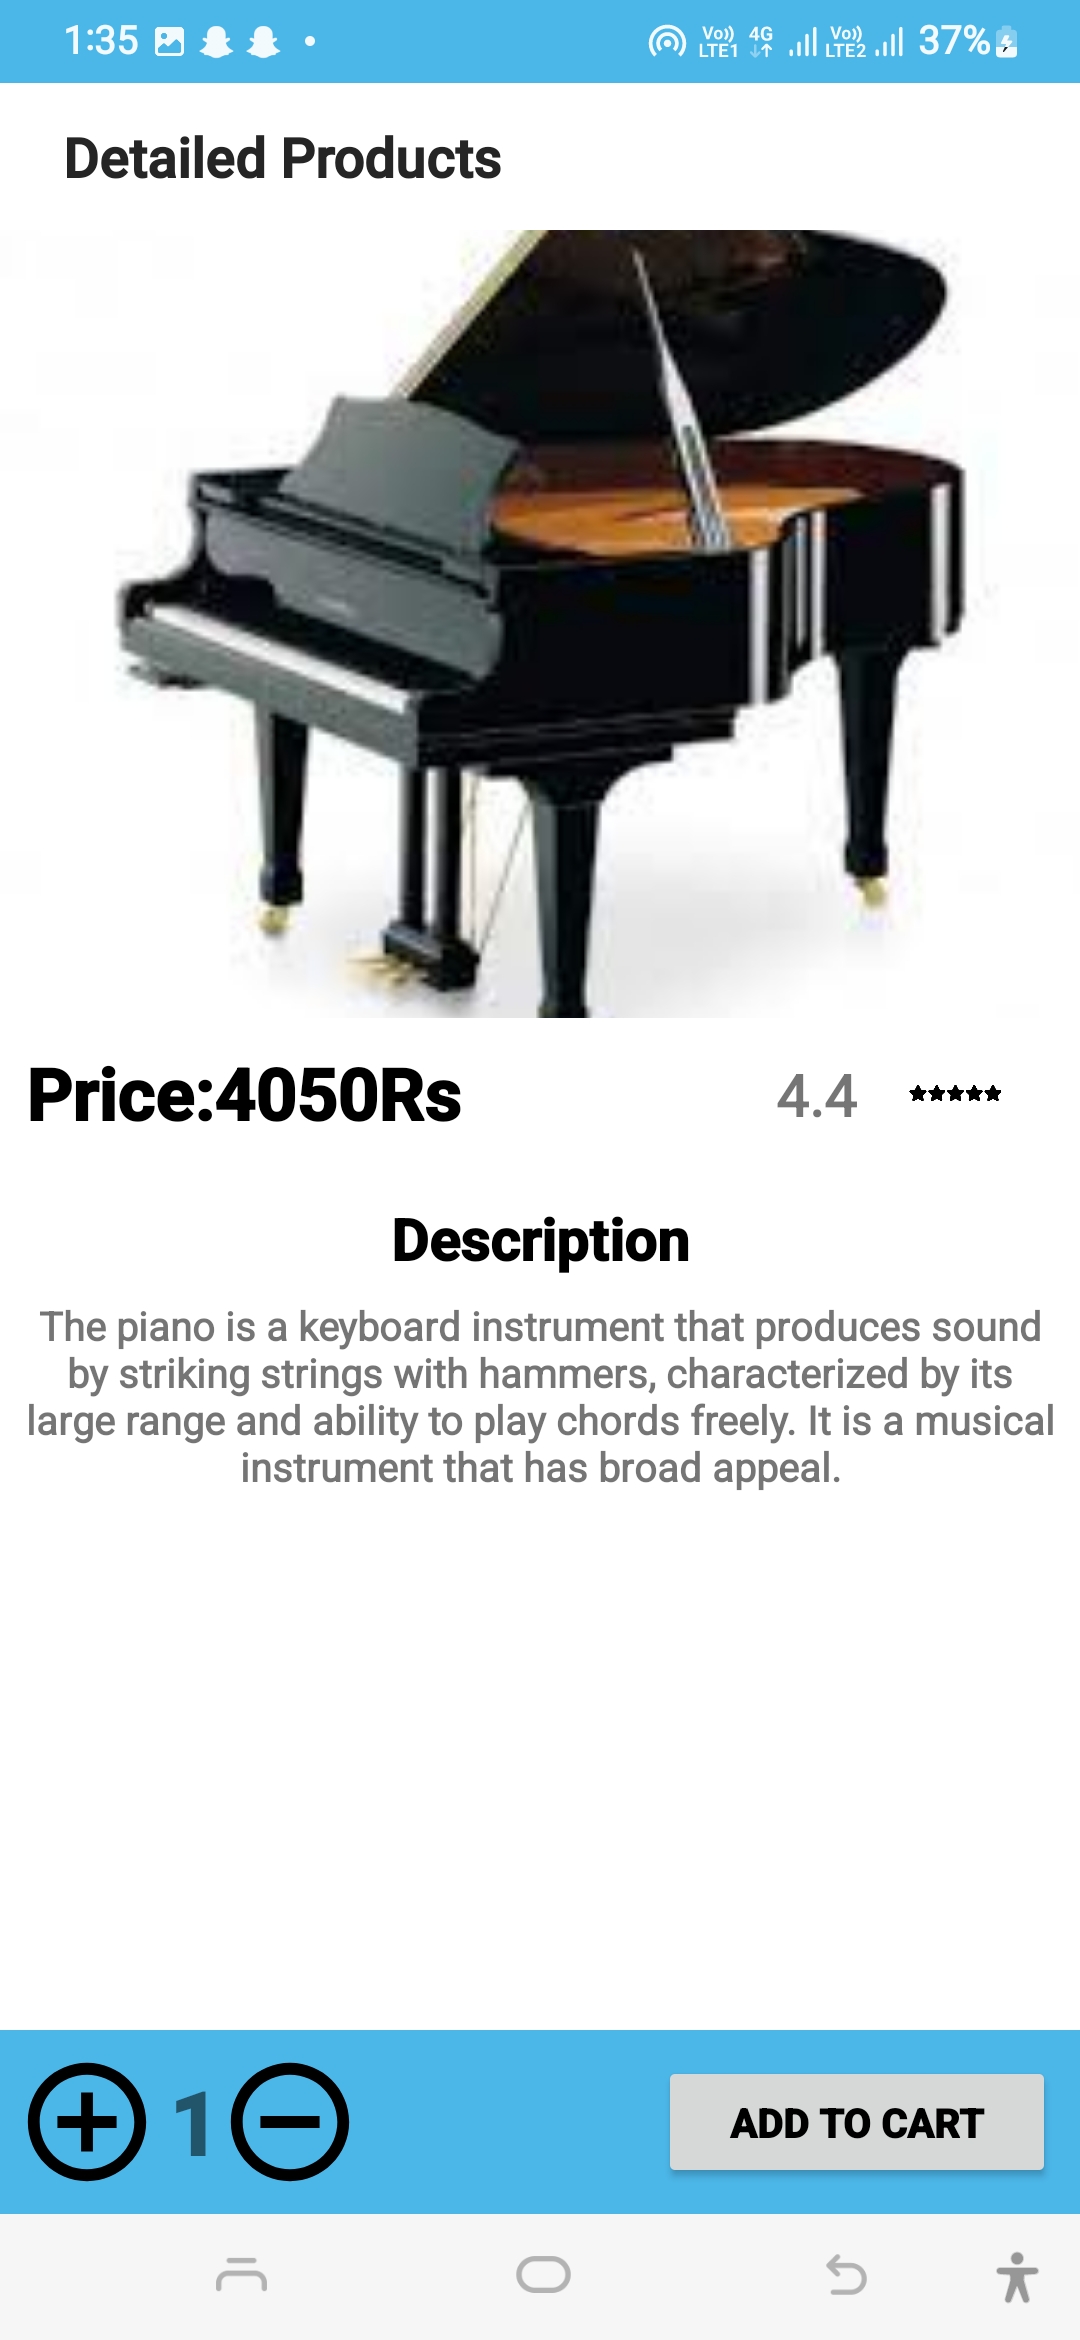 1:35 Vo)) LTE1 4G Vo)) LTE2 37%
Detailed Products
Price:4050Rs 4.4
Description
The piano is a keyboard instrument that produces sound
by striking strings with hammers, characterized by its
large range and ability to play chords freely. It is a musical
instrument that has broad appeal.
1 ADD TO CART